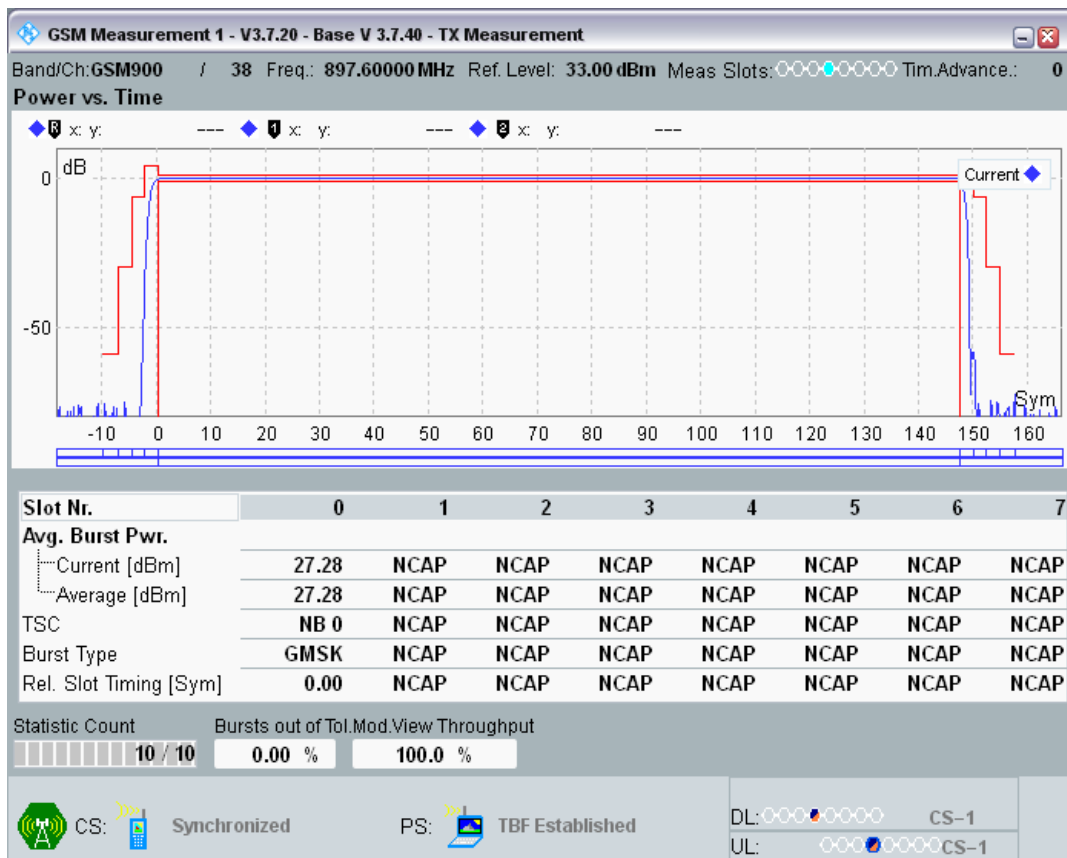 GSM Measurement 1 - V3.7.20 - Base V 3.7.40 - TX Measurement
Band/Ch:GSM900 / 38 Freq.: 897.60000 MHz Ref. Level: 33.00 dBm Meas Slots: Tim.Advance.: 0
Power vs. Time
R x: y: --- 1 x: y: --- 2 x: y: ---
dB
Current
0
-50
Sym
-10 0 10 20 30 40 50 60 70 80 90 100 110 120 130 140 150 160
Slot Nr. 0 1 2 3 4 5 6 7
Avg. Burst Pwr.
Current [dBm] 27.28 NCAP NCAP NCAP NCAP NCAP NCAP NCAP
Average [dBm] 27.28 NCAP NCAP NCAP NCAP NCAP NCAP NCAP
TSC NB 0 NCAP NCAP NCAP NCAP NCAP NCAP NCAP
Burst Type GMSK NCAP NCAP NCAP NCAP NCAP NCAP NCAP
Rel. Slot Timing [Sym] 0.00 NCAP NCAP NCAP NCAP NCAP NCAP NCAP
Statistic Count Bursts out of Tol.Mod.View Throughput
10 / 10 0.00 % 100.0 %
CS: Synchronized PS: TBF Established
DL: CS-1
UL: CS-1